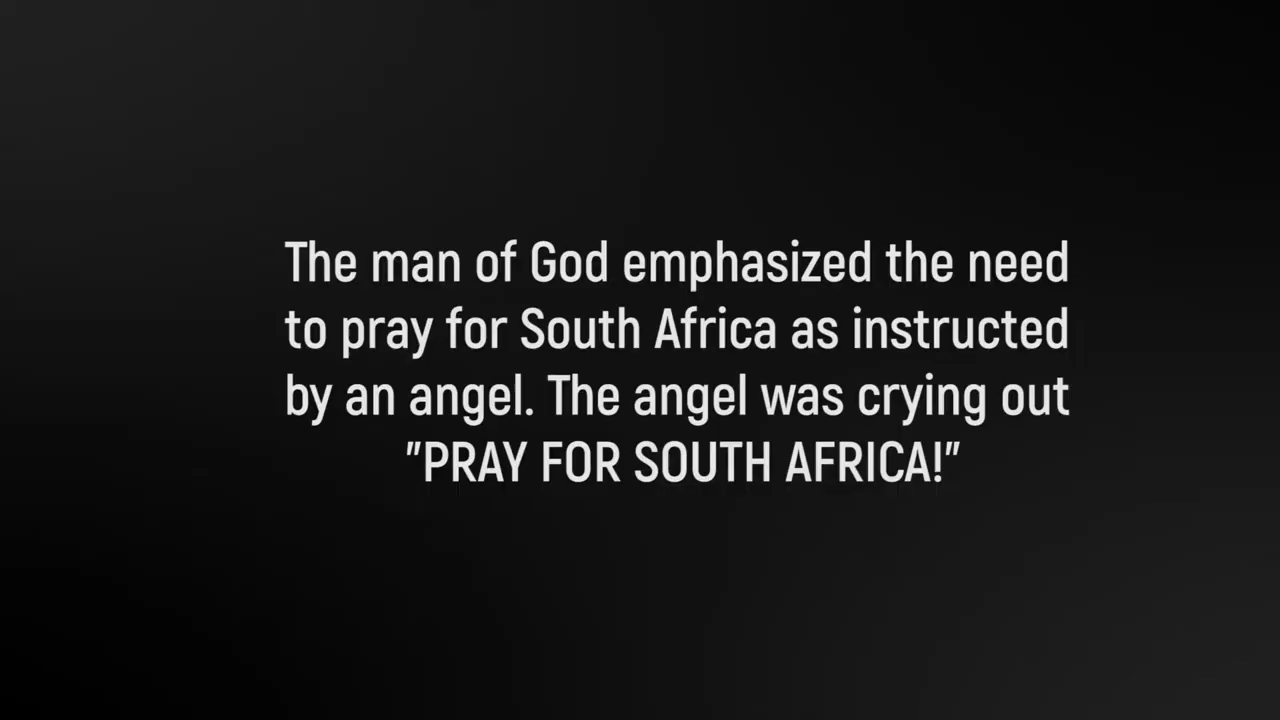 The man of God emphasized the need
to pray for South Africa as instructed
by an angel. The angel was crying out
"PRAY FOR SOUTH AFRICA!"